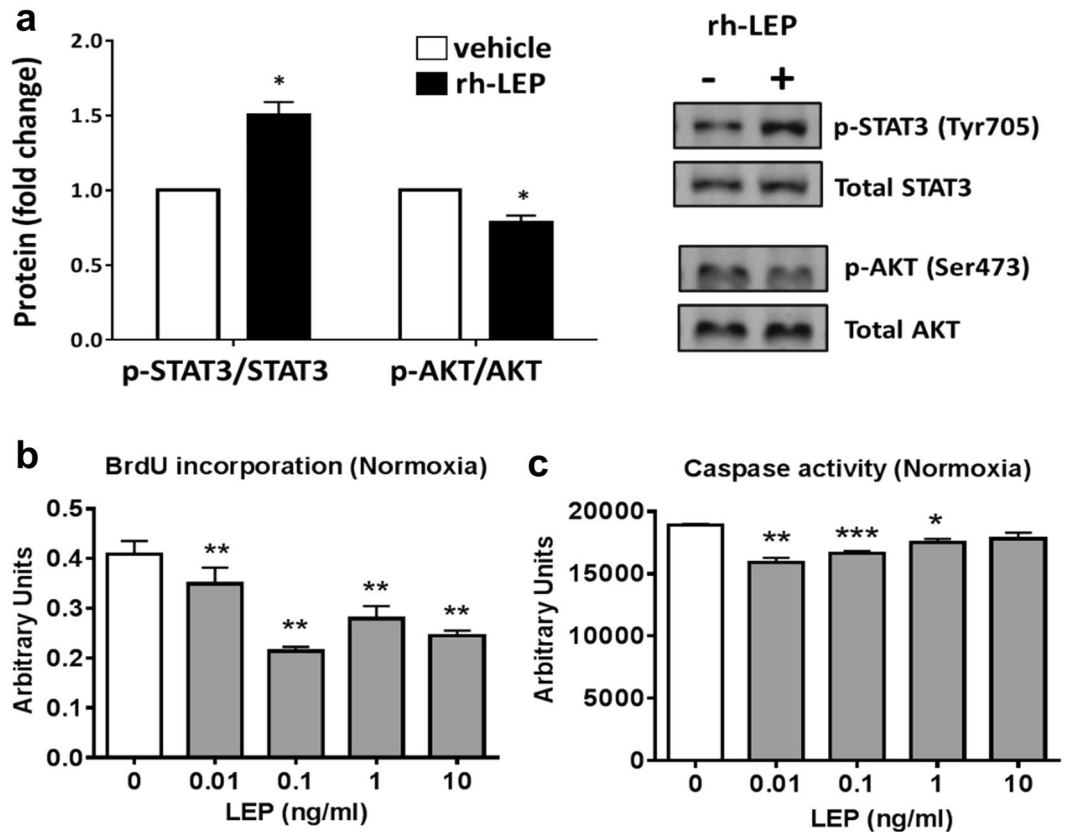 a
Protein (fold change)
2.0
1.5
1.0
0.5
0.0
vehicle
rh-LEP
*
*
p-STAT3/STAT3
p-AKT/AKT
rh-LEP
- +
p-STAT3 (Tyr705)
Total STAT3
p-AKT (Ser473)
Total AKT
b
BrdU incorporation (Normoxia)
Arbitrary Units
0.5
0.4
0.3
0.2
0.1
0.0
**
**
**
**
0 0.01 0.1 1 10
LEP (ng/ml)
c
Caspase activity (Normoxia)
Arbitrary Units
20000
15000
10000
5000
0
**
***
*
0 0.01 0.1 1 10
LEP (ng/ml)